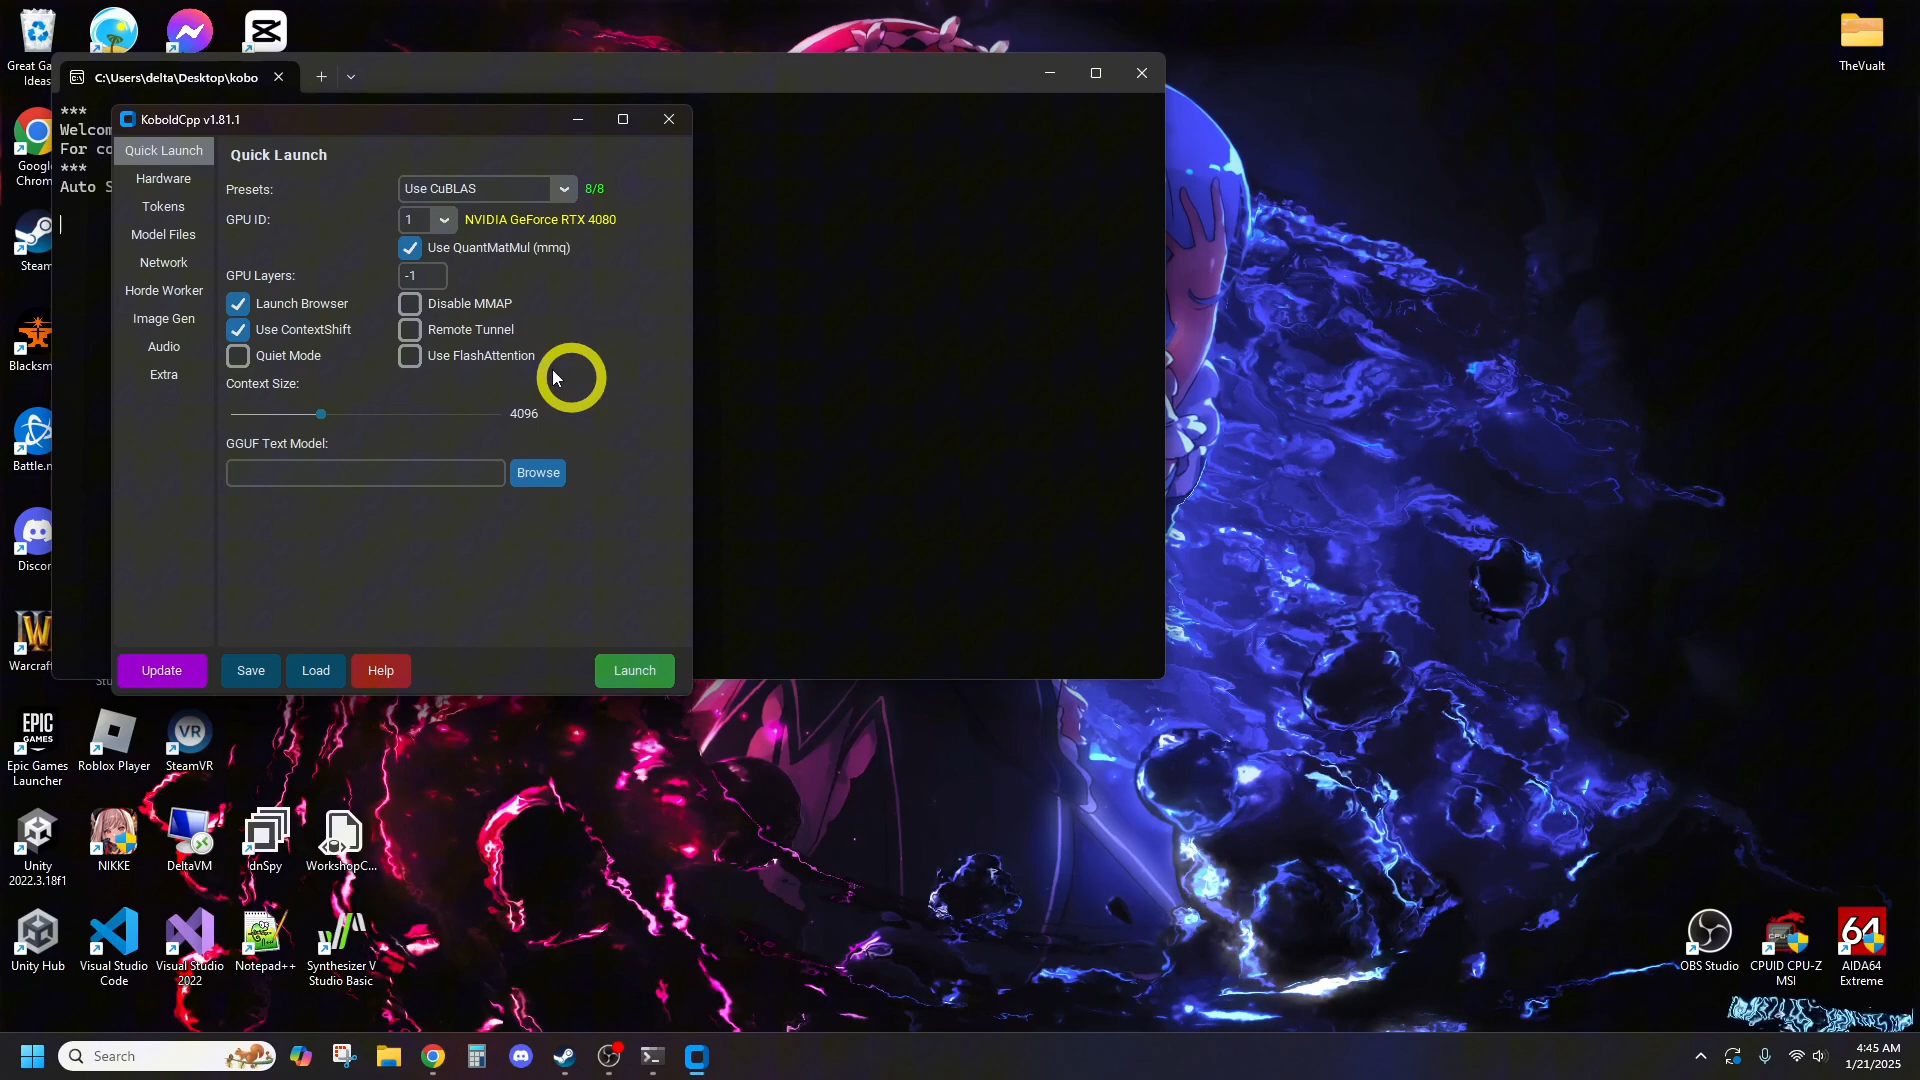 Great Ga
Ideas
TheVualt
C:\Users\delta\Desktop\kobo
***
Welcom
For co
***
Auto S
KoboldCpp v1.81.1
Quick Launch
Hardware
Tokens
Model Files
Network
Horde Worker
Image Gen
Audio
Extra
Quick Launch
Presets:
Use CuBLAS
8/8
GPU ID:
1
NVIDIA GeForce RTX 4080
Use QuantMatMul (mmq)
GPU Layers:
-1
Launch Browser
Disable MMAP
Use ContextShift
Remote Tunnel
Quiet Mode
Use FlashAttention
Context Size:
4096
GGUF Text Model:
Browse
Update
Save
Load
Help
Launch
Googl
Chrom
Steam
Blacksm
Battle.n
Discor
Warcraf
Stu
EPIC
GAMES
Epic Games
Launcher
Roblox Player
VR
SteamVR
Unity
2022.3.18f1
NIKKE
DeltaVM
dnSpy
WorkshopC...
Unity Hub
Visual Studio
Code
Visual Studio
2022
Notepad++
Synthesizer V
Studio Basic
OBS Studio
CPUID CPU-Z
MSI
64
AIDA64
Extreme
Search
4:45 AM
1/21/2025